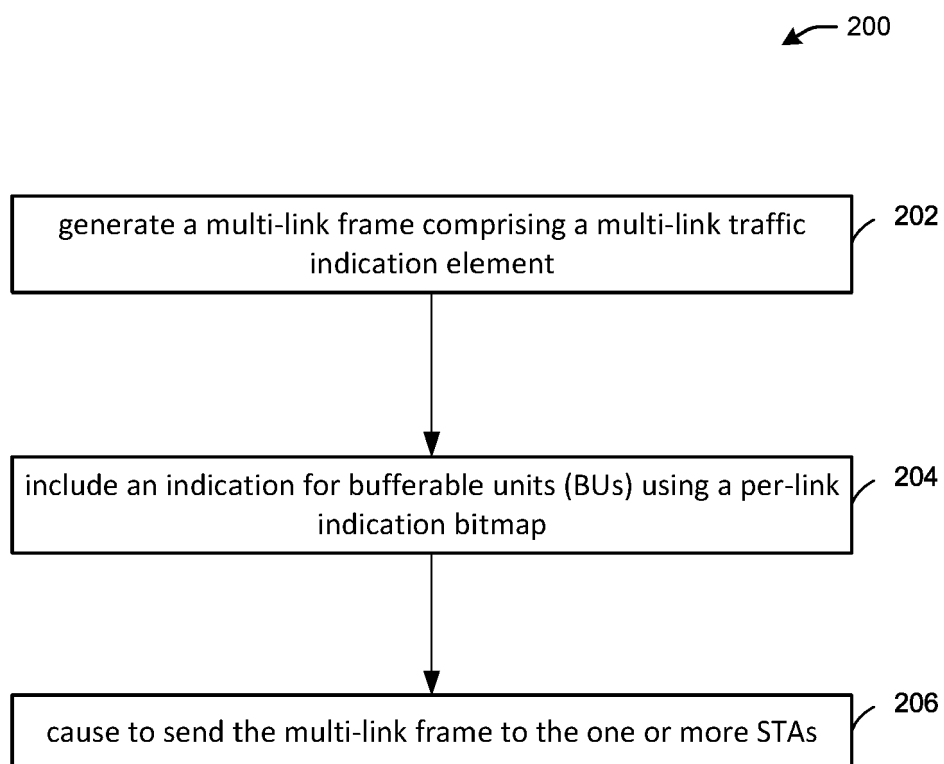 200
generate a multi-link frame comprising a multi-link traffic
indication element
202
include an indication for bufferable units (BUs) using a per-link
indication bitmap
204
cause to send the multi-link frame to the one or more STAs
206